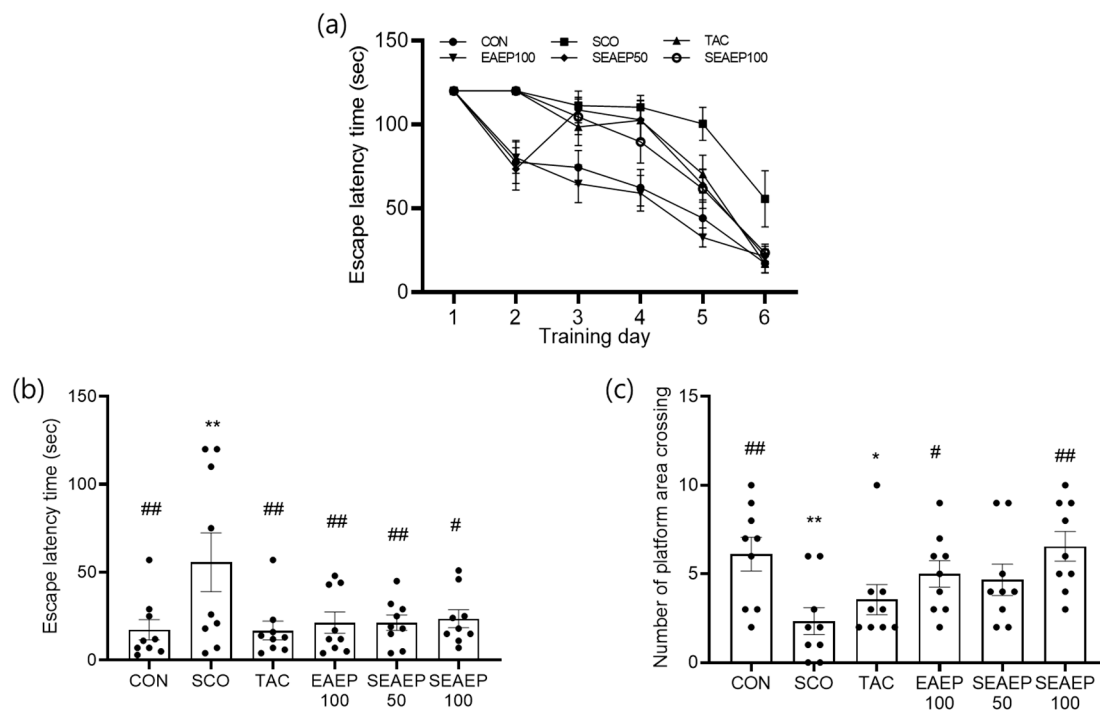 (a)
150
100
50
0
Escape latency time (sec)
CON SCO TAC
EAEP100 SEAEP50 SEAEP100
1 2 3 4 5 6
Training day
(b)
150
100
50
0
Escape latency time (sec)
## ** ## ## ## #
CON SCO TAC EAEP SEAEP SEAEP
100 50 100
(c)
15
10
5
0
Number of platform area crossing
## ** * # ##
CON SCO TAC EAEP SEAEP SEAEP
100 50 100